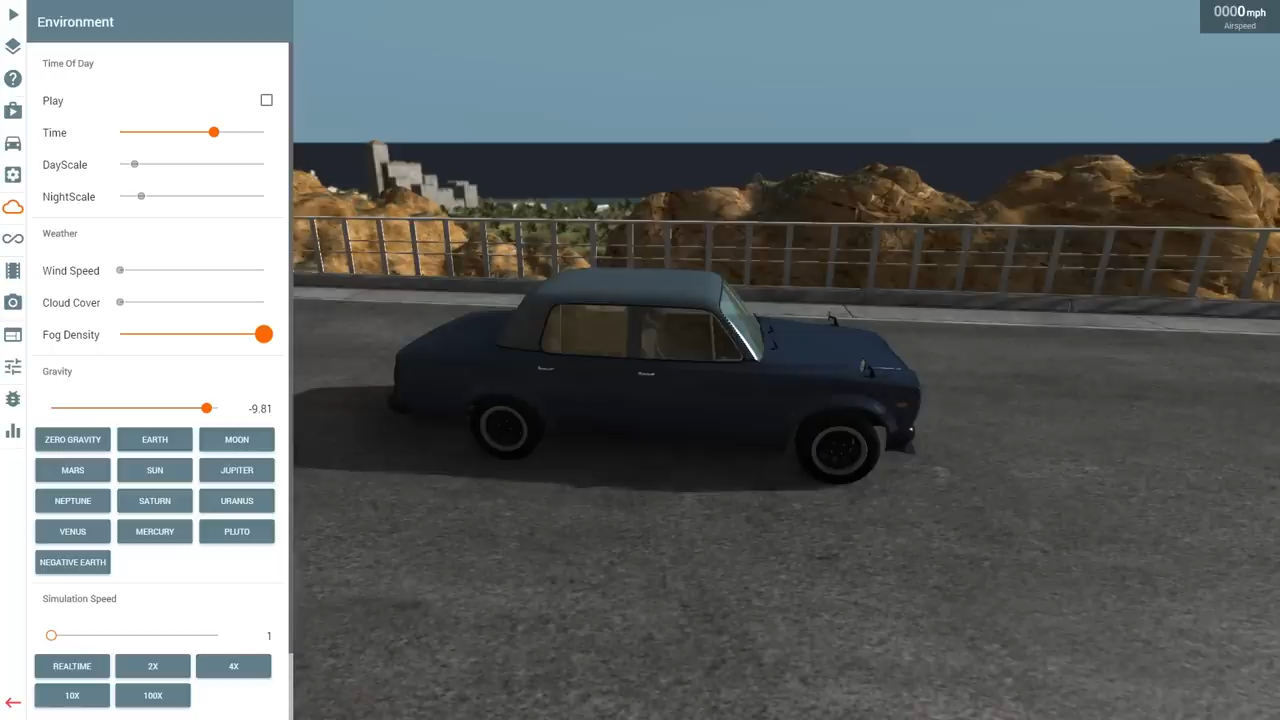 Environment
0000mph
Airspeed
Time Of Day
Play
Time
DayScale
NightScale
Weather
Wind Speed
Cloud Cover
Fog Density
Gravity
-9.81
ZERO GRAVITY EARTH MOON
MARS SUN JUPITER
NEPTUNE SATURN URANUS
VENUS MERCURY PLUTO
NEGATIVE EARTH
Simulation Speed
1
REALTIME 2X 4X
10X 100X